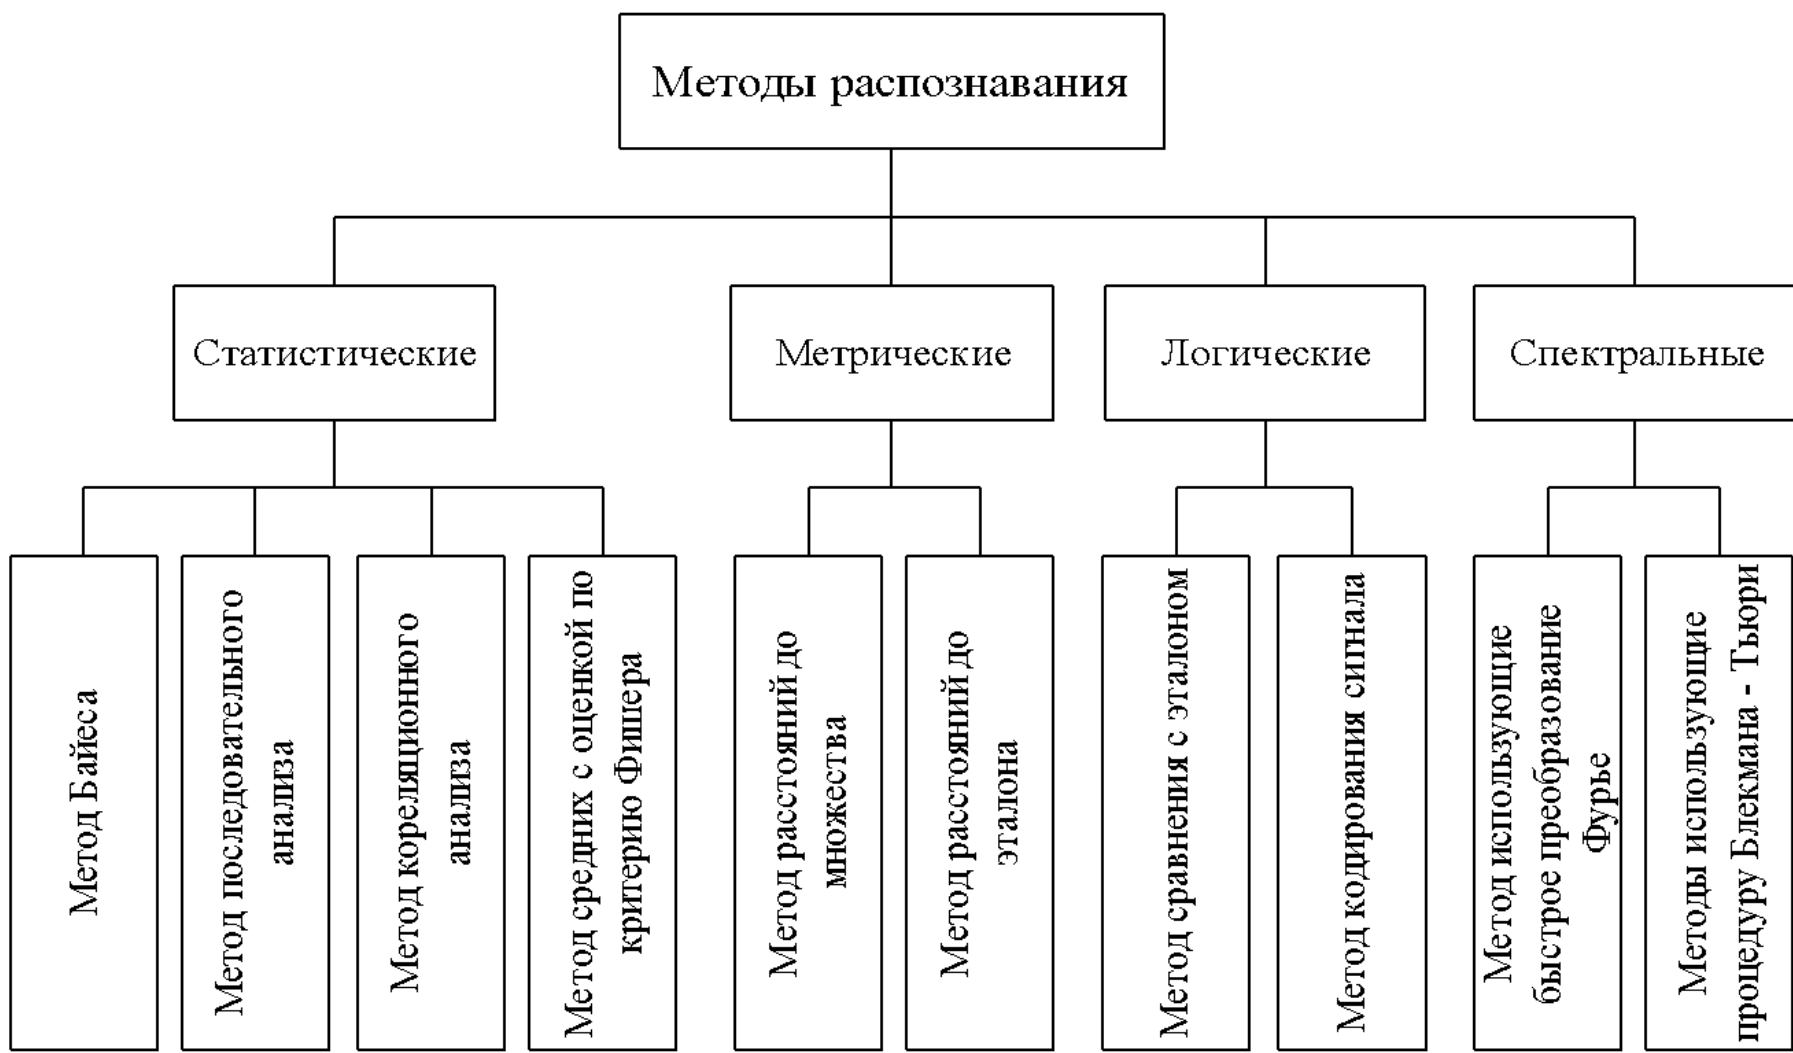 Методы распознавания
Статистические
Метрические
Логические
Спектральные
Метод Байеса
Метод последовательного
анализа
Метод кореляционного
анализа
Метод средних с оценкой по
критерию Фишера
Метод расстояний до
множества
Метод расстояний до
эталона
Метод сравнения с эталоном
Метод кодирования сигнала
Метод использующие
быстрое преобразование
Фурье
Методы использующие
процедуру Блекмана - Тьюри